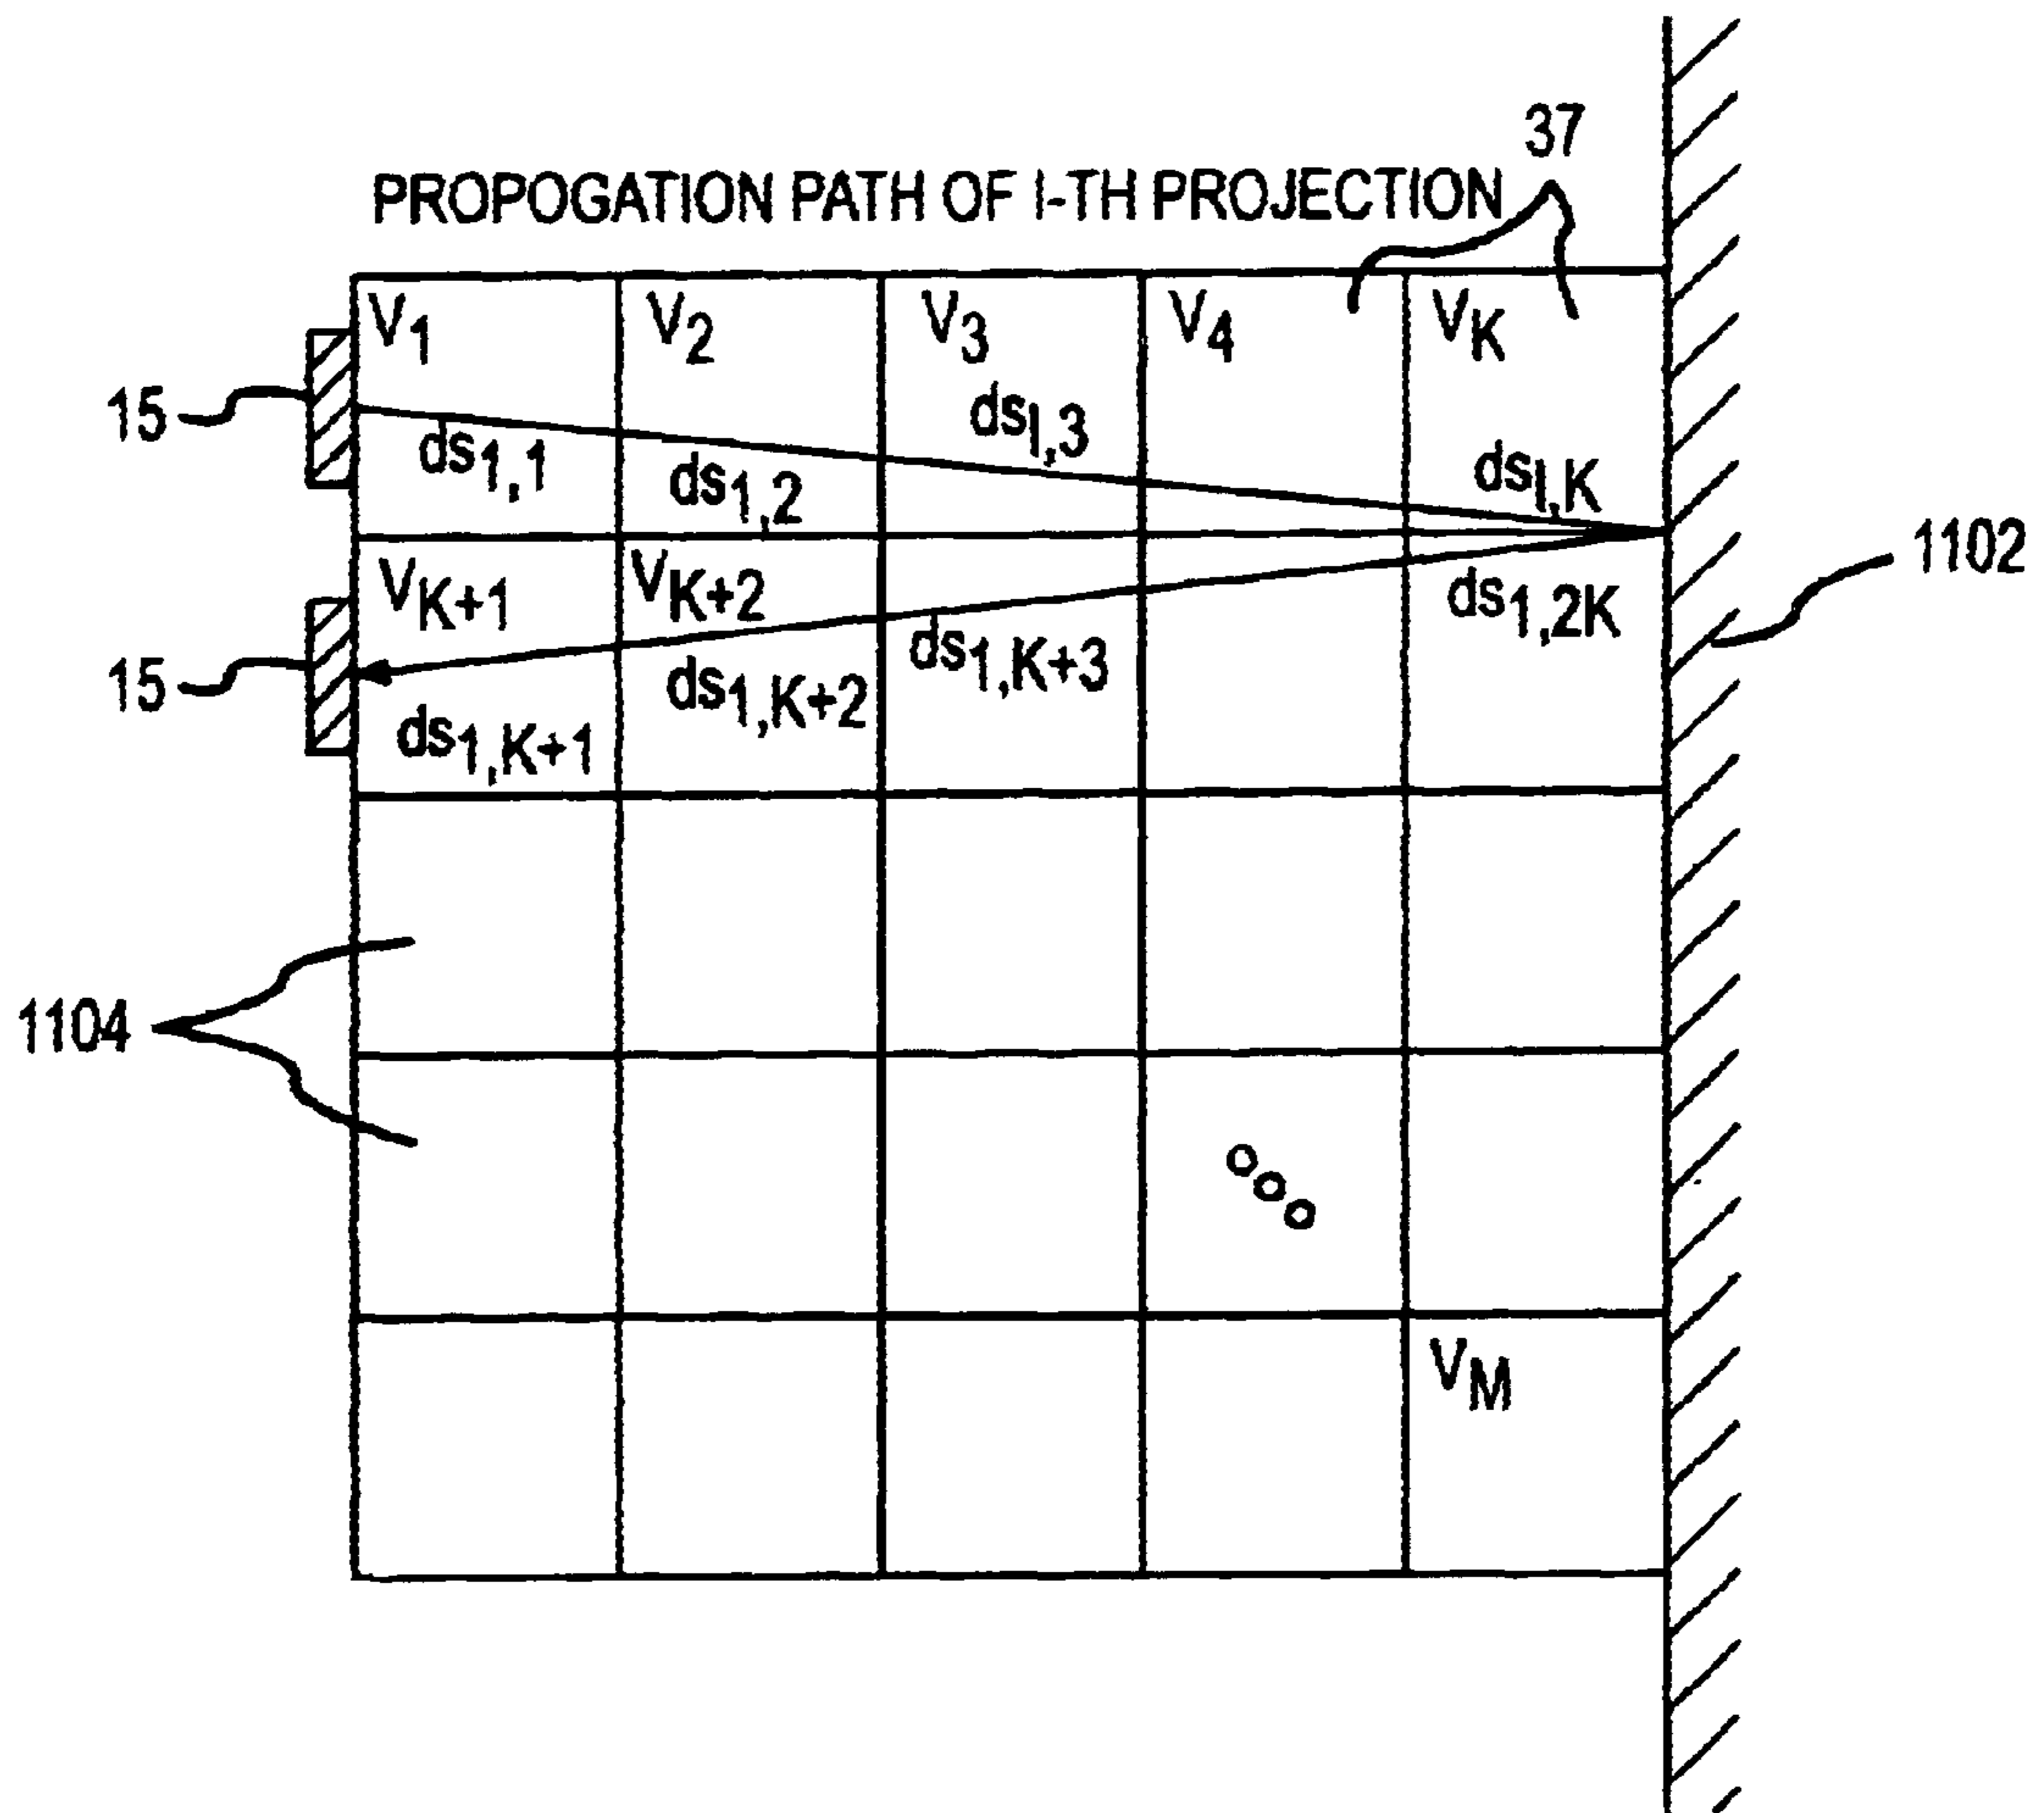 37
PROPOGATION PATH OF I-TH PROJECTION
V1 V2 V3 V4 VK
15
ds1,1 ds1,2 dsI,3 dsI,K
1102
VK+1 VK+2
15
ds1,K+1 ds1,K+2 ds1,K+3 ds1,2K
1104
VM